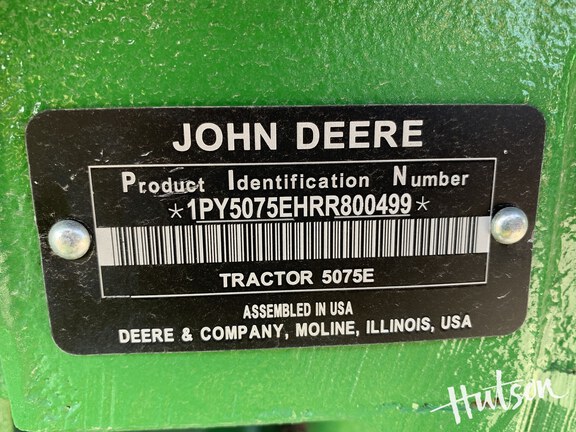 JOHN DEERE
Product Identification Number
*1PY5075EHRR800499*
TRACTOR 5075E
ASSEMBLED IN USA
DEERE & COMPANY, MOLINE, ILLINOIS, USA
Hutson